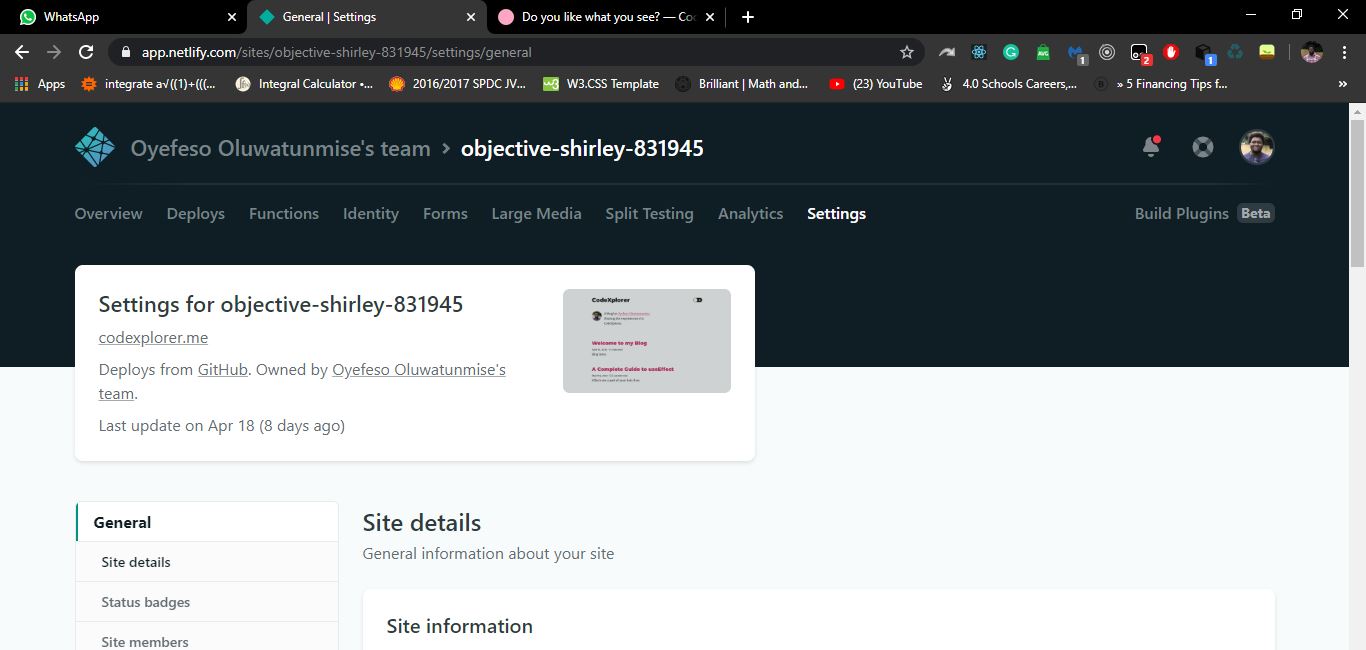 WhatsApp
General | Settings
Do you like what you see? — Coc
app.netlify.com/sites/objective-shirley-831945/settings/general
1
2
1
Apps
integrate a√((1)+(((...
Integral Calculator •...
2016/2017 SPDC JV...
W3.CSS Template
Brilliant | Math and...
(23) YouTube
4.0 Schools Careers,...
» 5 Financing Tips f...
»
Oyefeso Oluwatunmise's team > objective-shirley-831945
Overview Deploys Functions Identity Forms Large Media Split Testing Analytics Settings Build Plugins Beta
Settings for objective-shirley-831945
codexplorer.me
Deploys from GitHub. Owned by Oyefeso Oluwatunmise's
team.
Last update on Apr 18 (8 days ago)
CodeXplorer
Welcome to my Blog
A Complete Guide to useEffect
General
Site details
Status badges
Site members
Site details
General information about your site
Site information